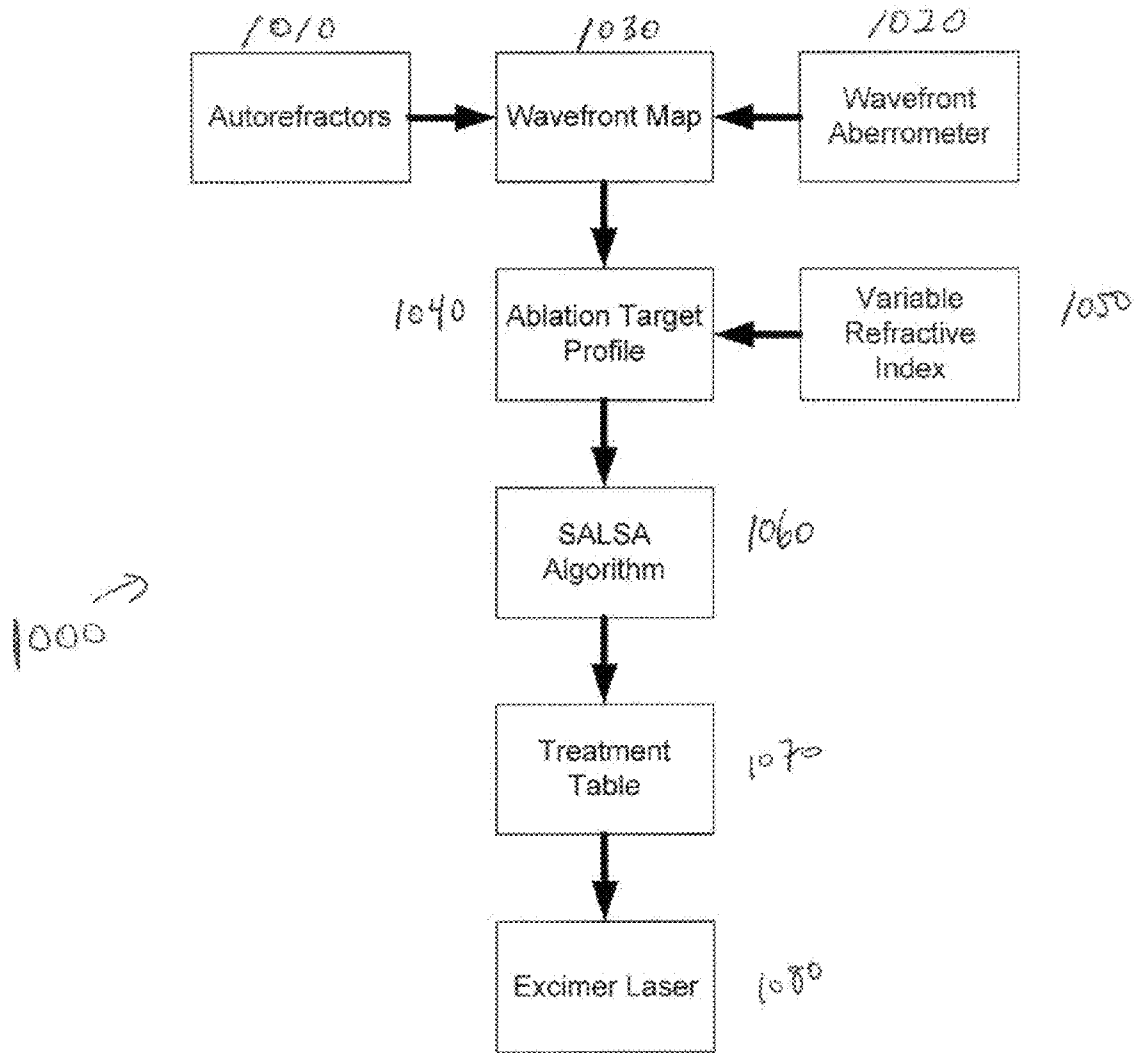 1010
1030
1020
Autorefractors
Wavefront Map
Wavefront
Aberrometer
1040
Ablation Target
Profile
Variable
Refractive
Index
1050
SALSA
Algorithm
1060
1000
Treatment
Table
1070
Excimer Laser
1080